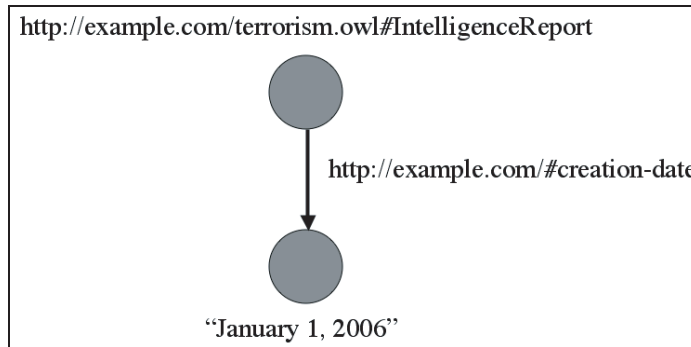 http://example.com/terrorism.owl#IntelligenceReport
http://example.com/#creation-date
“January 1, 2006”